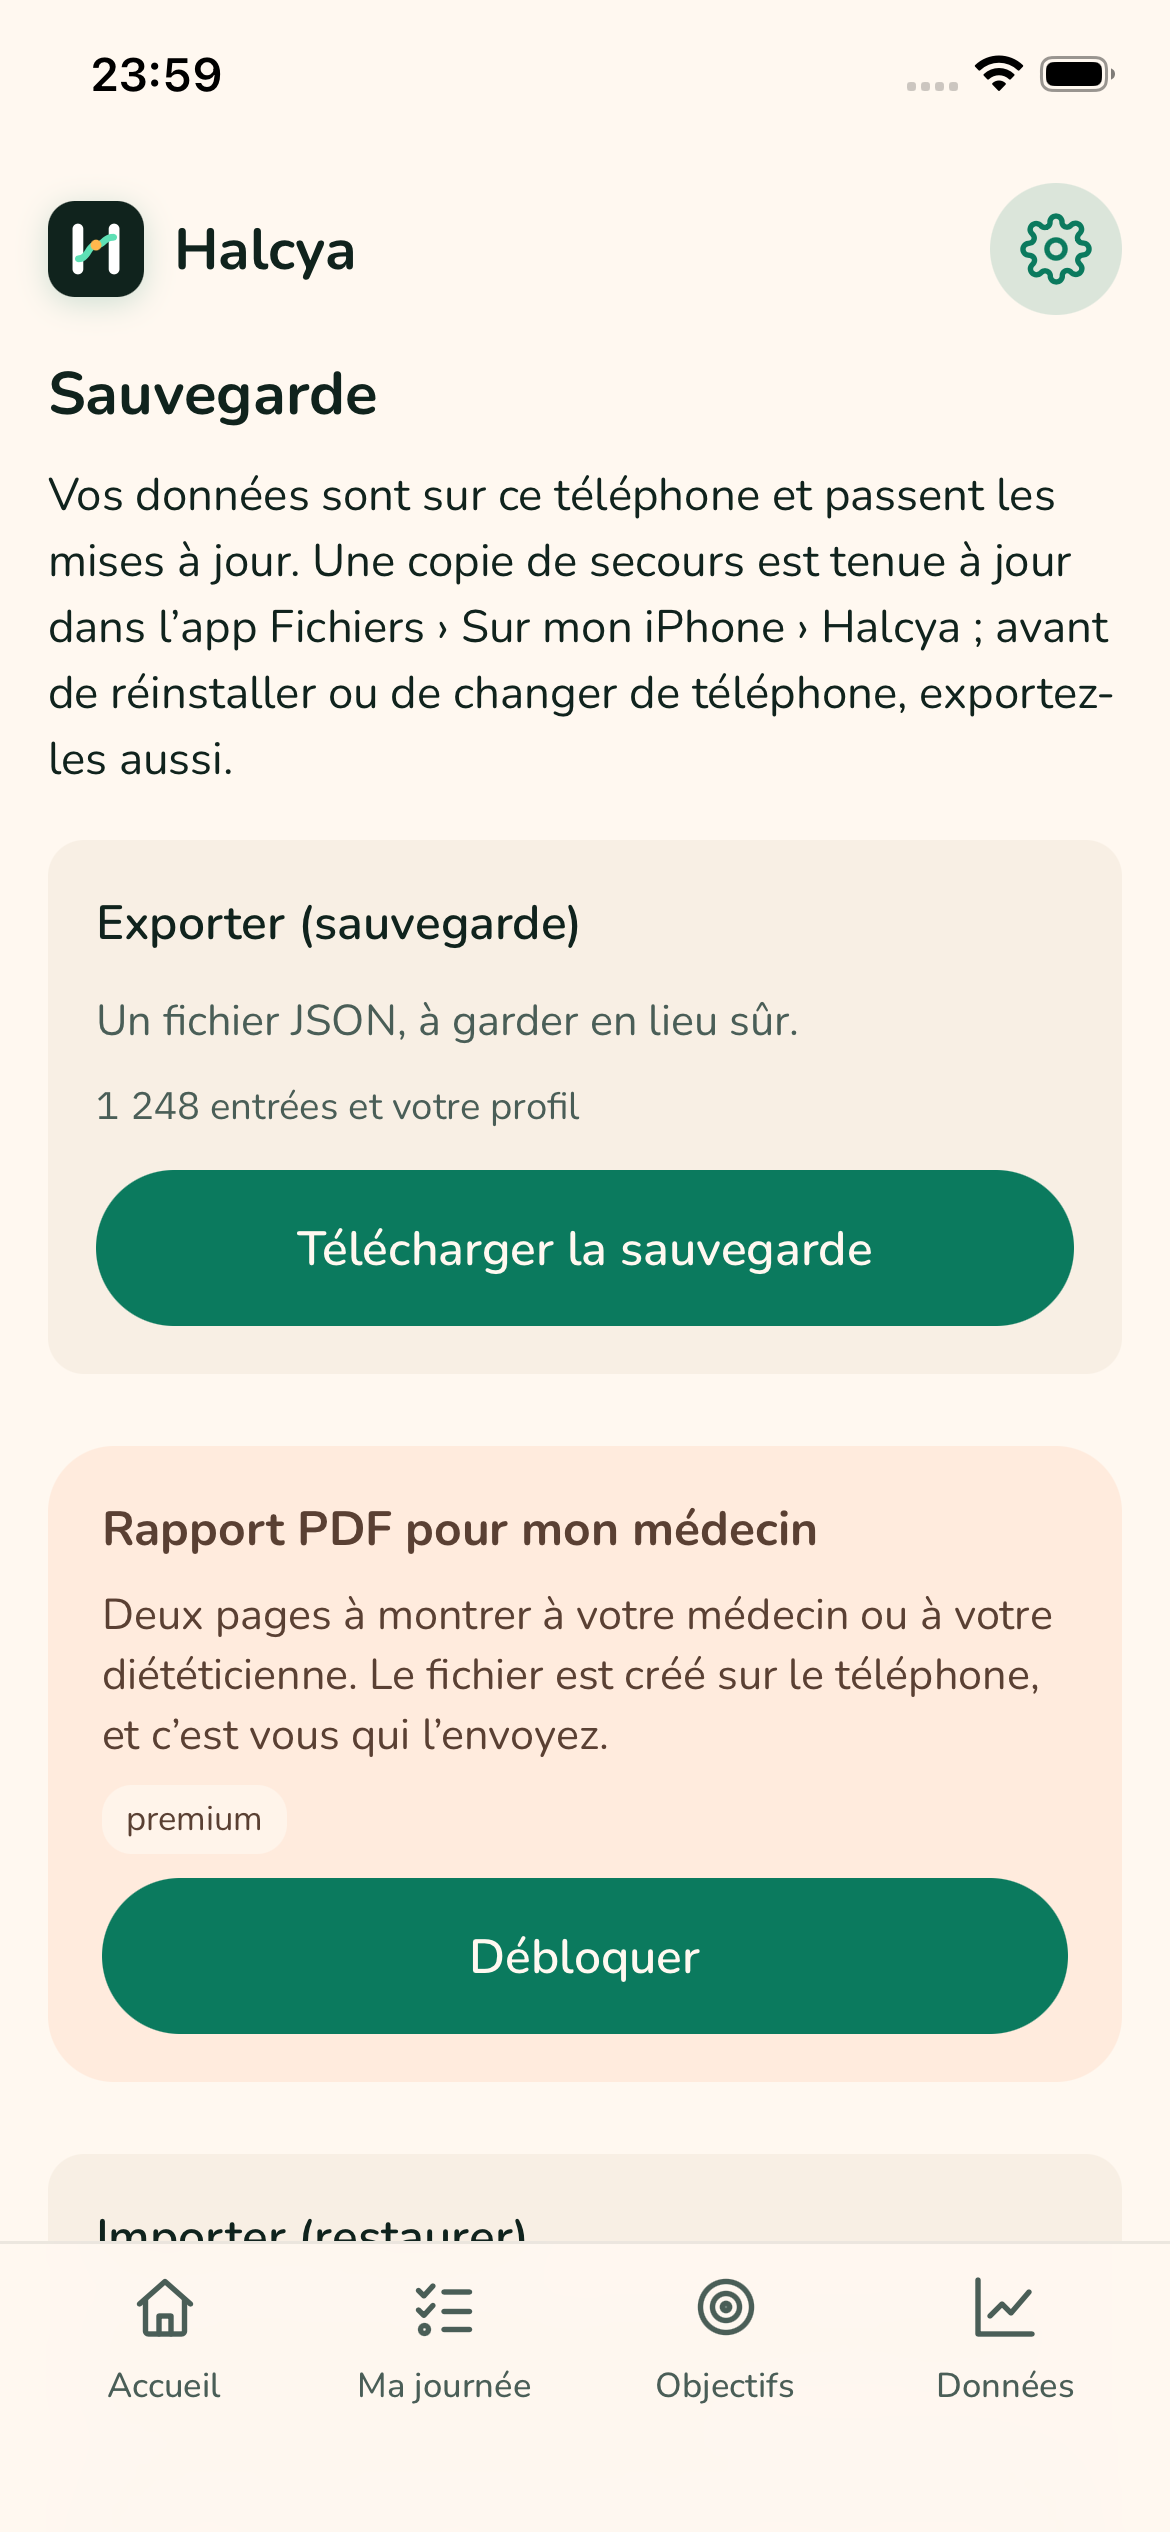 23:59
Halcya
Sauvegarde
Vos données sont sur ce téléphone et passent les
mises à jour. Une copie de secours est tenue à jour
dans l’app Fichiers › Sur mon iPhone › Halcya ; avant
de réinstaller ou de changer de téléphone, exportez-
les aussi.
Exporter (sauvegarde)
Un fichier JSON, à garder en lieu sûr.
1 248 entrées et votre profil
Télécharger la sauvegarde
Rapport PDF pour mon médecin
Deux pages à montrer à votre médecin ou à votre
diététicienne. Le fichier est créé sur le téléphone,
et c’est vous qui l’envoyez.
premium
Débloquer
Importer (restaurer)
Accueil
Ma journée
Objectifs
Données